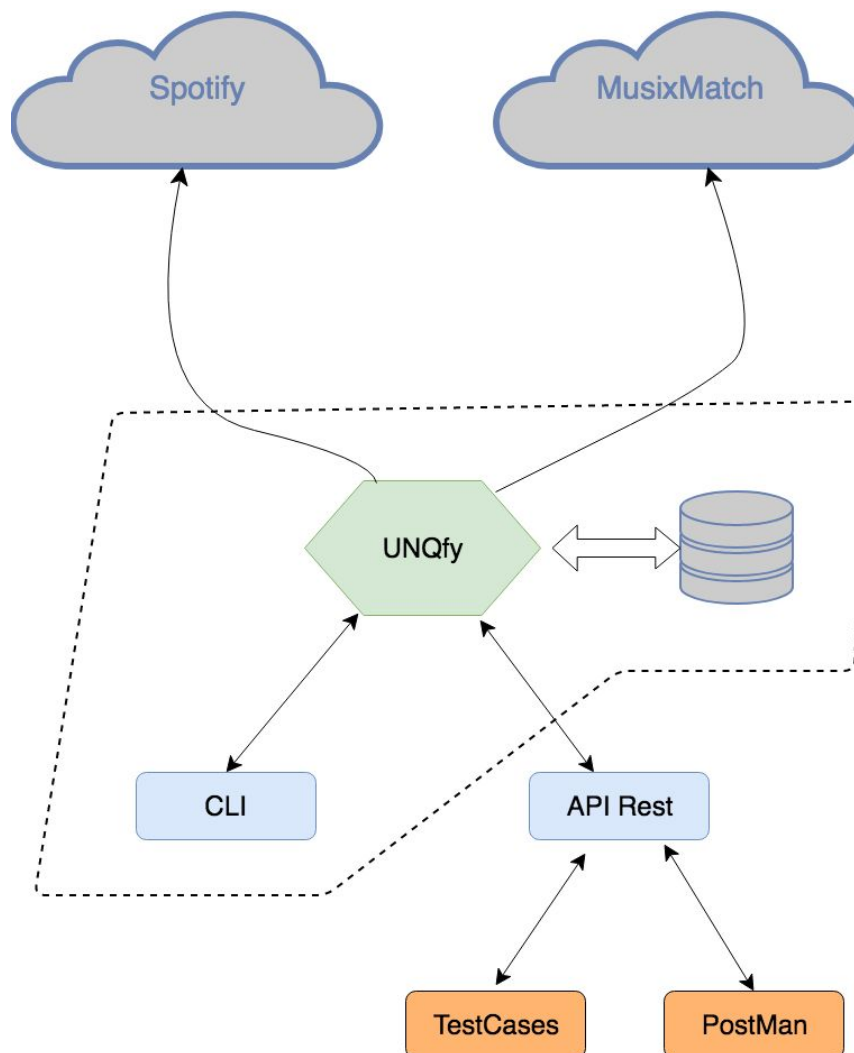 Spotify
MusixMatch
UNQfy
CLI
API Rest
TestCases
PostMan